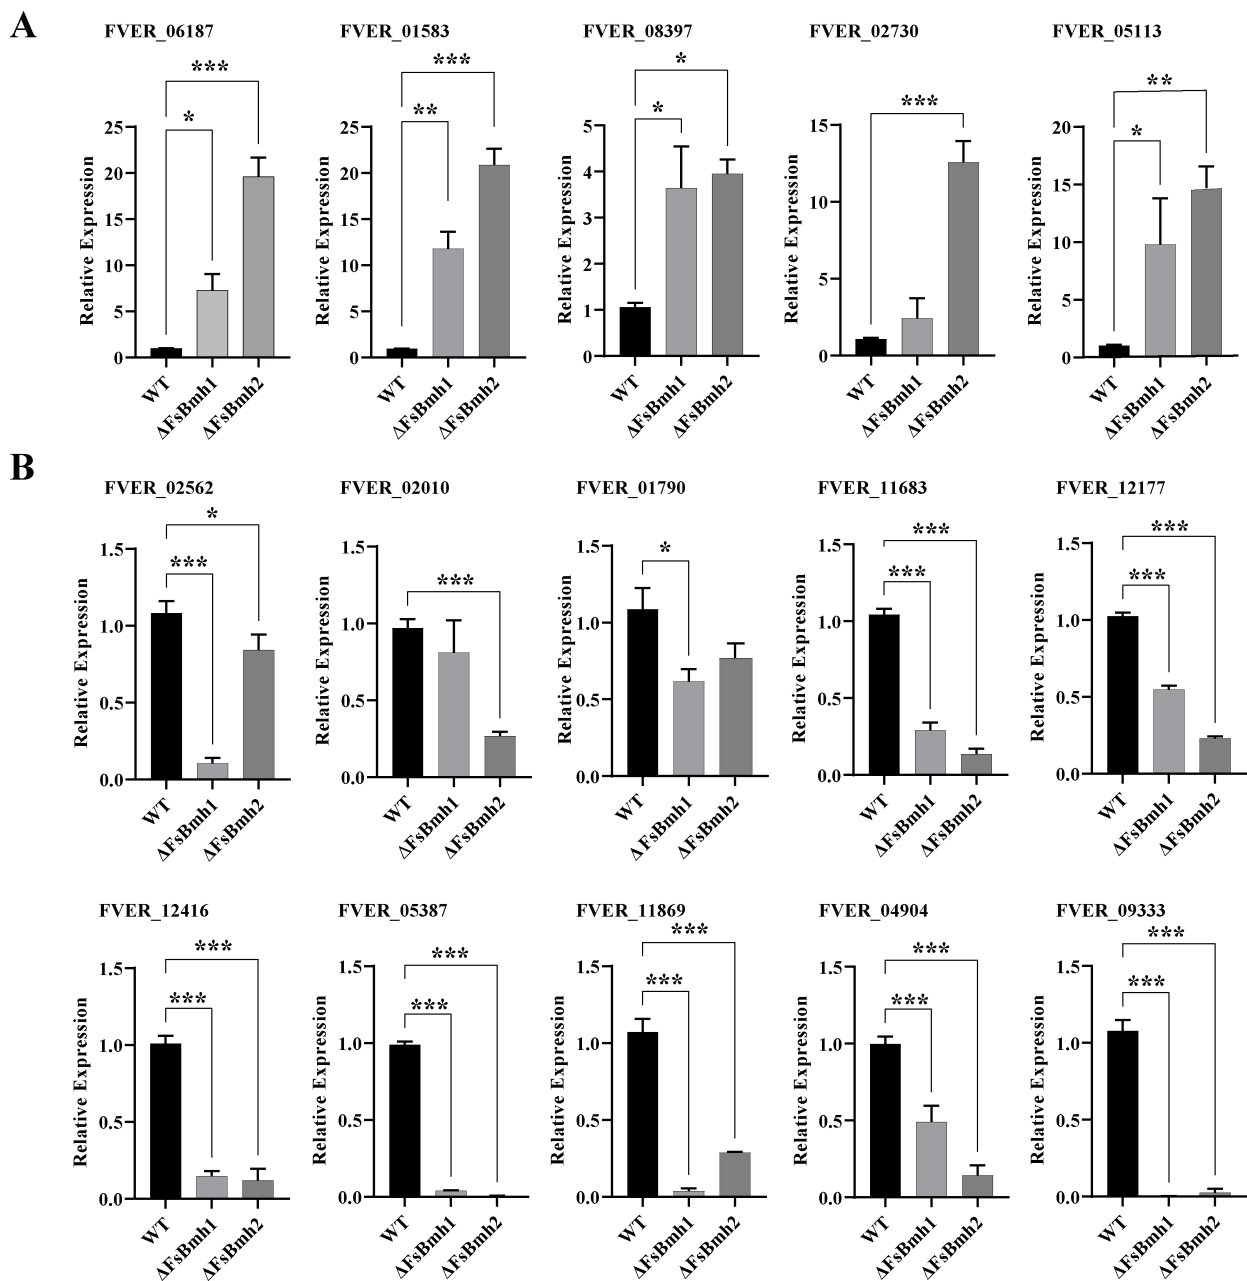 A
FVER_06187
***
*
25
20
15
10
5
0
Relative Expression
WT
ΔFsBmh1
ΔFsBmh2
FVER_01583
***
**
25
20
15
10
5
0
Relative Expression
WT
ΔFsBmh1
ΔFsBmh2
FVER_08397
*
*
5
4
3
2
1
0
Relative Expression
WT
ΔFsBmh1
ΔFsBmh2
FVER_02730
***
15
10
5
0
Relative Expression
WT
ΔFsBmh1
ΔFsBmh2
FVER_05113
**
*
20
15
10
5
0
Relative Expression
WT
ΔFsBmh1
ΔFsBmh2
B
FVER_02562
*
***
1.5
1.0
0.5
0.0
Relative Expression
WT
ΔFsBmh1
ΔFsBmh2
FVER_02010
***
1.5
1.0
0.5
0.0
Relative Expression
WT
ΔFsBmh1
ΔFsBmh2
FVER_01790
*
1.5
1.0
0.5
0.0
Relative Expression
WT
ΔFsBmh1
ΔFsBmh2
FVER_11683
***
***
1.5
1.0
0.5
0.0
Relative Expression
WT
ΔFsBmh1
ΔFsBmh2
FVER_12177
***
***
1.5
1.0
0.5
0.0
Relative Expression
WT
ΔFsBmh1
ΔFsBmh2
FVER_12416
***
***
1.5
1.0
0.5
0.0
Relative Expression
WT
ΔFsBmh1
ΔFsBmh2
FVER_05387
***
***
1.5
1.0
0.5
0.0
Relative Expression
WT
ΔFsBmh1
ΔFsBmh2
FVER_11869
***
***
1.5
1.0
0.5
0.0
Relative Expression
WT
ΔFsBmh1
ΔFsBmh2
FVER_04904
***
***
1.5
1.0
0.5
0.0
Relative Expression
WT
ΔFsBmh1
ΔFsBmh2
FVER_09333
***
***
1.5
1.0
0.5
0.0
Relative Expression
WT
ΔFsBmh1
ΔFsBmh2